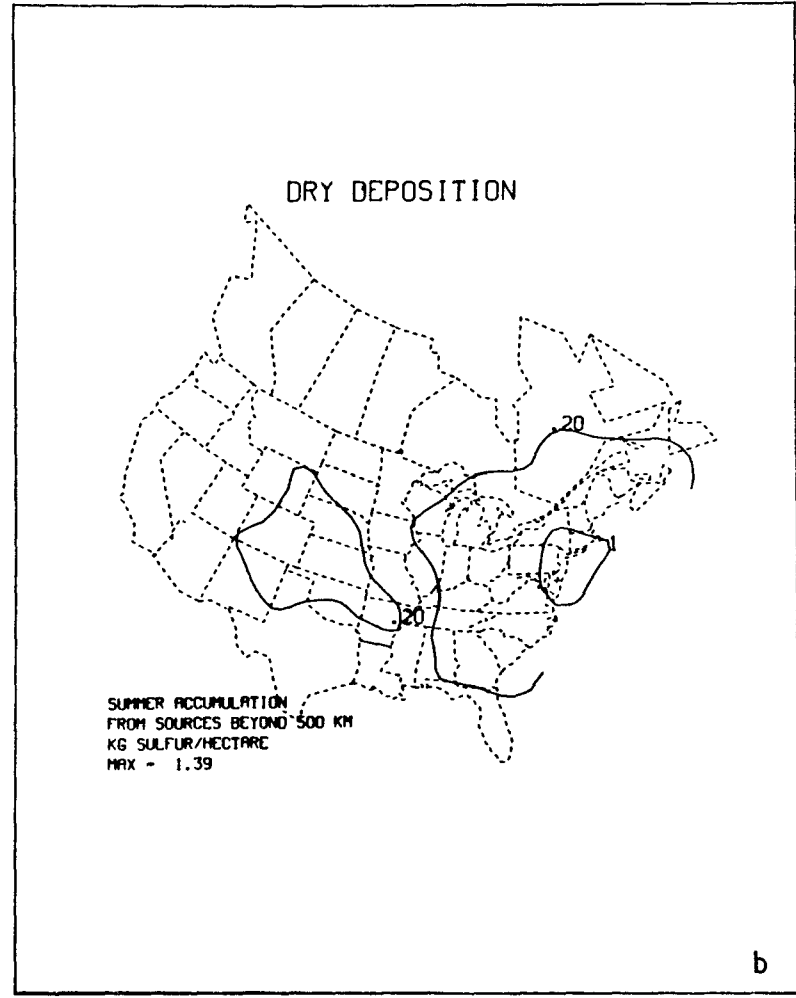 DRY DEPOSITION
.20
1
.20
SUMMER ACCUMULATION
FROM SOURCES BEYOND 500 KM
KG SULFUR/HECTARE
MAX = 1.39
b